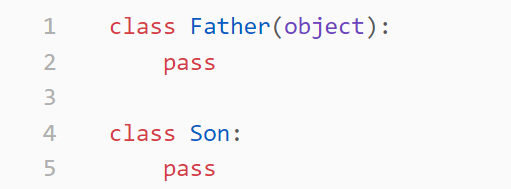 1 class Father(object):
2     pass
3
4 class Son:
5     pass